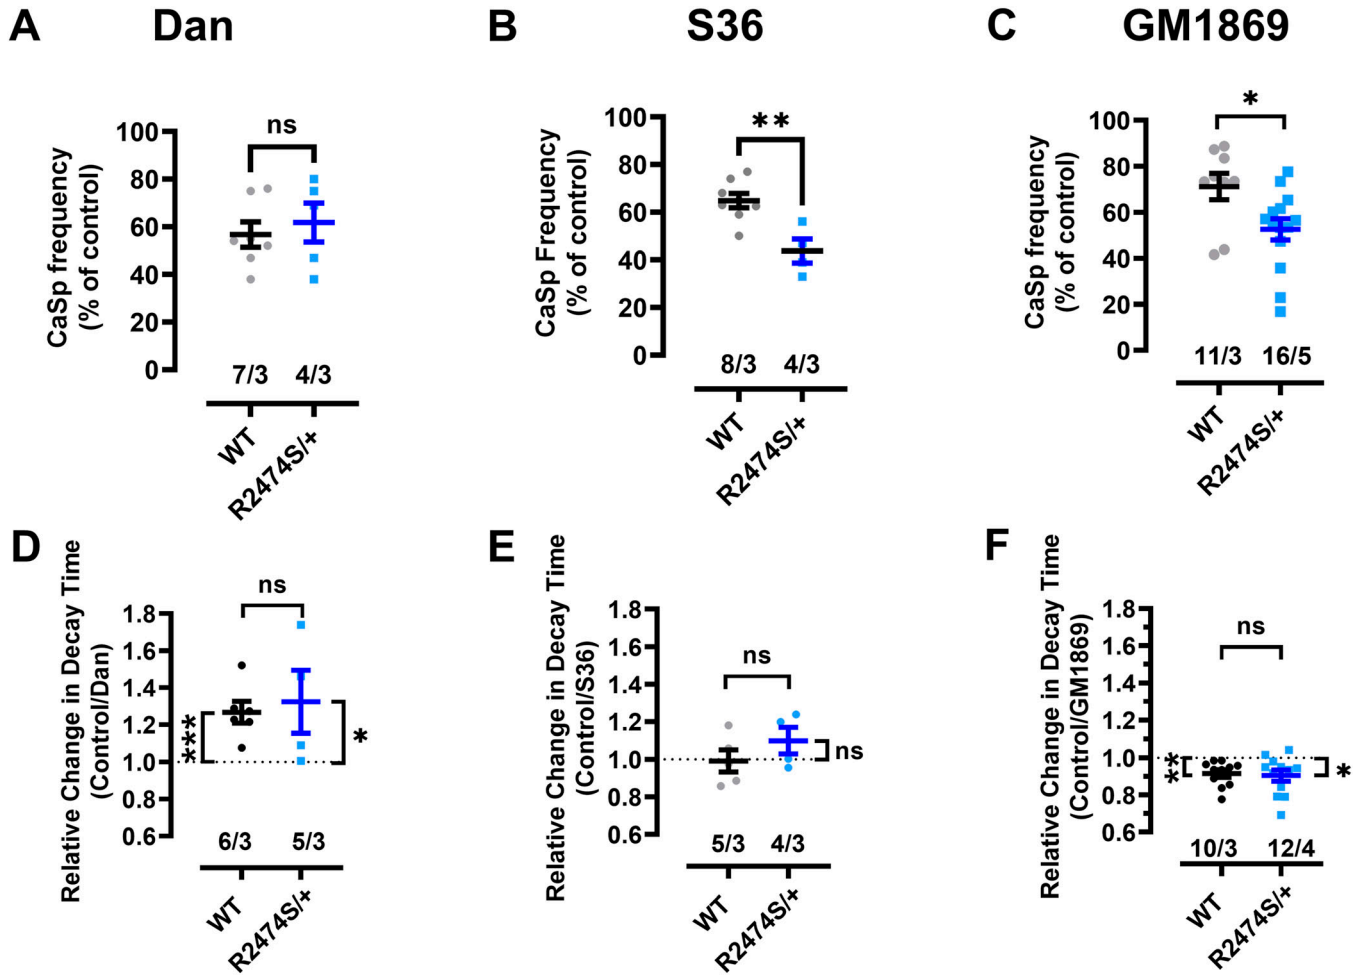 A Dan
B S36
C GM1869
CaSp frequency
(% of control)
100
80
60
40
20
0
ns
7/3 4/3
WT
R2474S/+
CaSp Frequency
(% of control)
100
80
60
40
20
0
**
8/3 4/3
WT
R2474S/+
CaSp frequency
(% of control)
100
80
60
40
20
0
*
11/3 16/5
WT
R2474S/+
D
Relative Change in Decay Time
(Control/Dan)
1.8
1.6
1.4
1.2
1.0
0.8
0.6
ns
***
*
6/3 5/3
WT
R2474S/+
E
Relative Change in Decay Time
(Control/S36)
1.8
1.6
1.4
1.2
1.0
0.8
0.6
ns
ns
5/3 4/3
WT
R2474S/+
F
Relative Change in Decay Time
(Control/GM1869)
1.8
1.6
1.4
1.2
1.0
0.8
0.6
ns
**
*
10/3 12/4
WT
R2474S/+